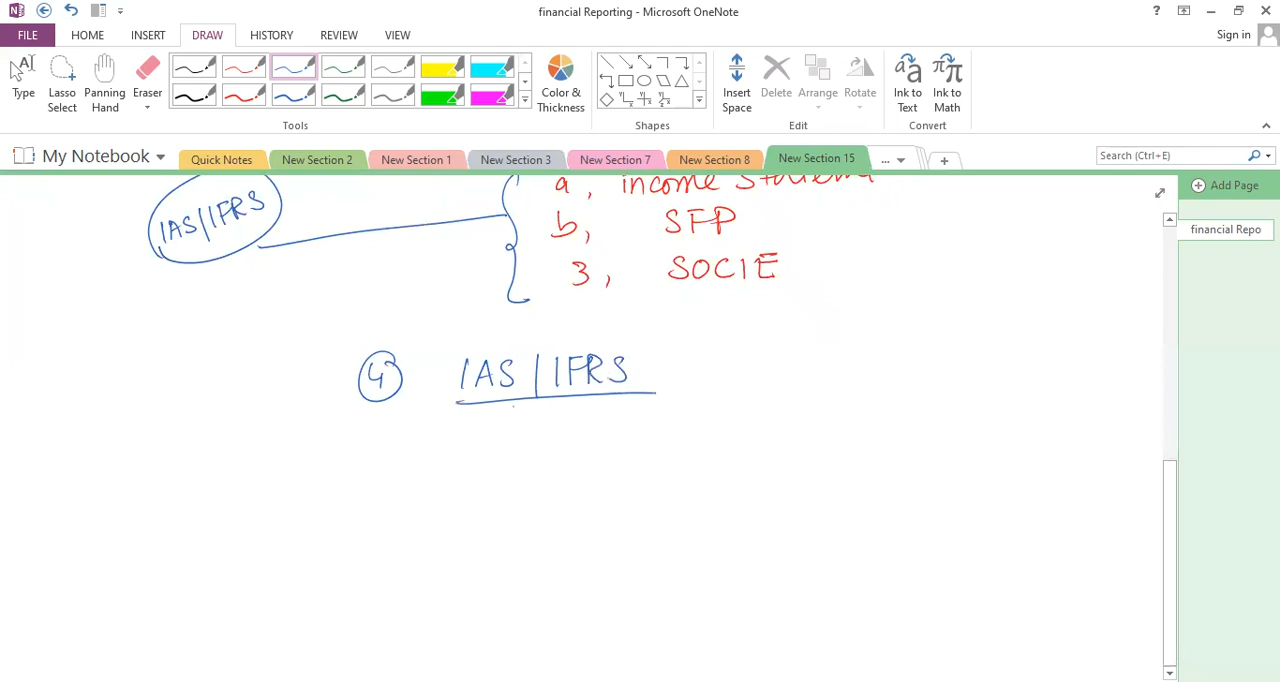 financial Reporting - Microsoft OneNote
?
FILE HOME INSERT DRAW HISTORY REVIEW VIEW Sign in
Type Lasso Select Panning Hand Eraser Color & Thickness Insert Space Delete Arrange Rotate Ink to Text Ink to Math
Tools Shapes Edit Convert
My Notebook Quick Notes New Section 2 New Section 1 New Section 3 New Section 7 New Section 8 New Section 15 ... + Search (Ctrl+E)
Add Page
financial Repo
a, income
IAS|IFRS
b, SFP
3, SOCIE
4 IAS | IFRS